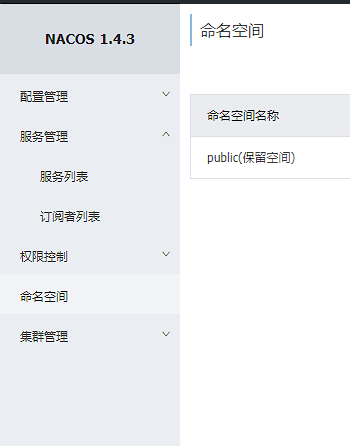 NACOS 1.4.3
配置管理
服务管理
服务列表
订阅者列表
权限控制
命名空间
集群管理
命名空间
命名空间名称
public(保留空间)